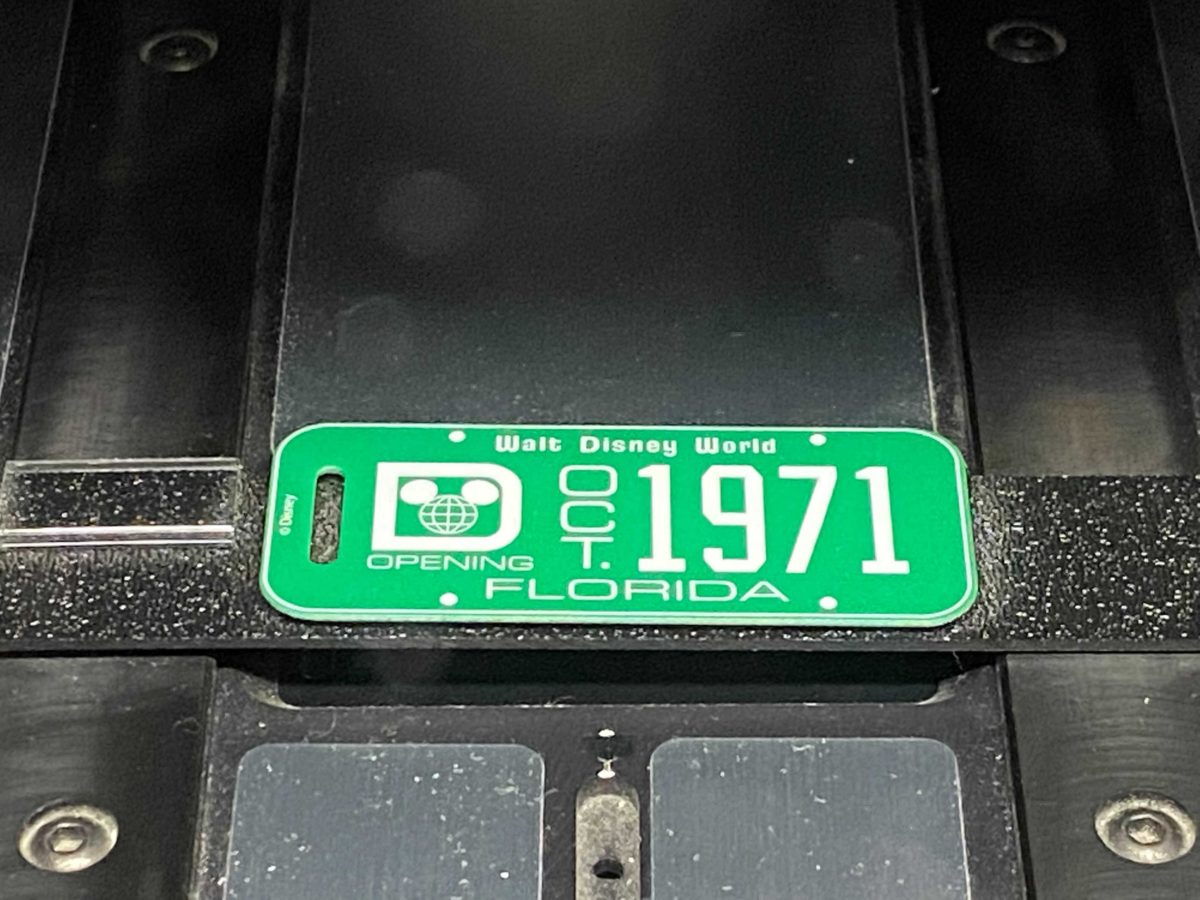 Walt Disney World
© Disney
D
OPENING
OCT.
1971
FLORIDA